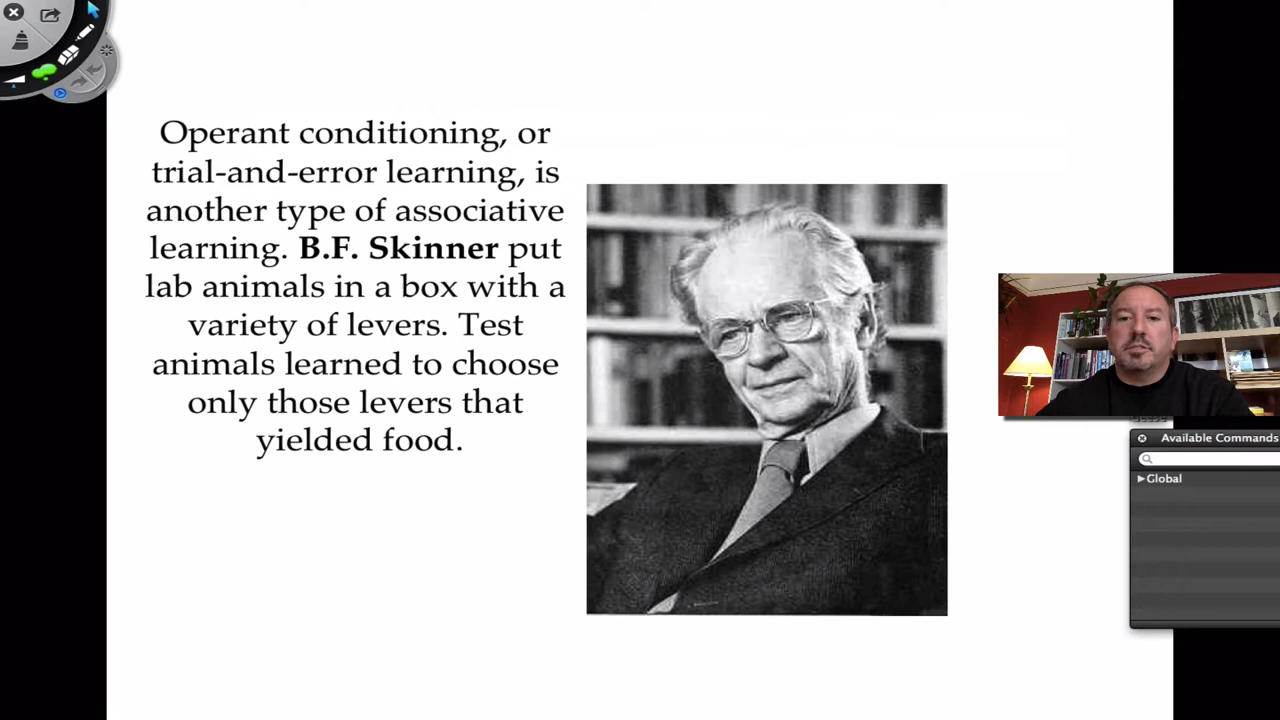 Operant conditioning, or
trial-and-error learning, is
another type of associative
learning. B.F. Skinner put
lab animals in a box with a
variety of levers. Test
animals learned to choose
only those levers that
yielded food.
Available Commands
Global